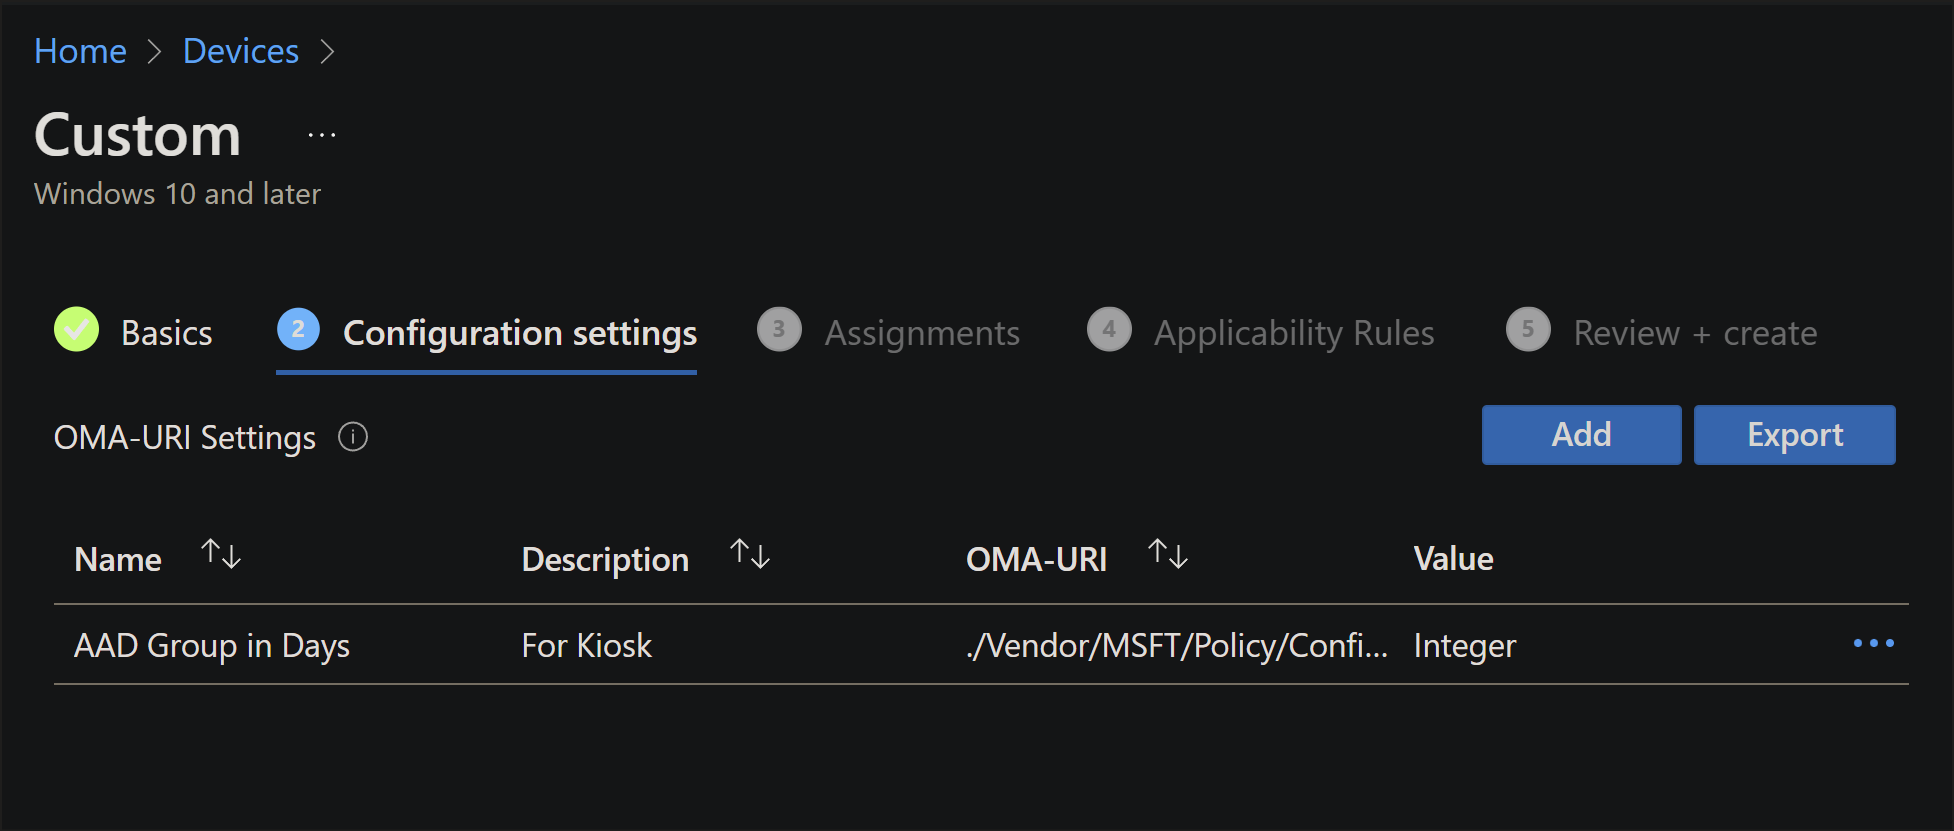 Home > Devices >
Custom ...
Windows 10 and later
Basics 2 Configuration settings 3 Assignments 4 Applicability Rules 5 Review + create
OMA-URI Settings
Add Export
Name Description OMA-URI Value
AAD Group in Days For Kiosk ./Vendor/MSFT/Policy/Confi... Integer